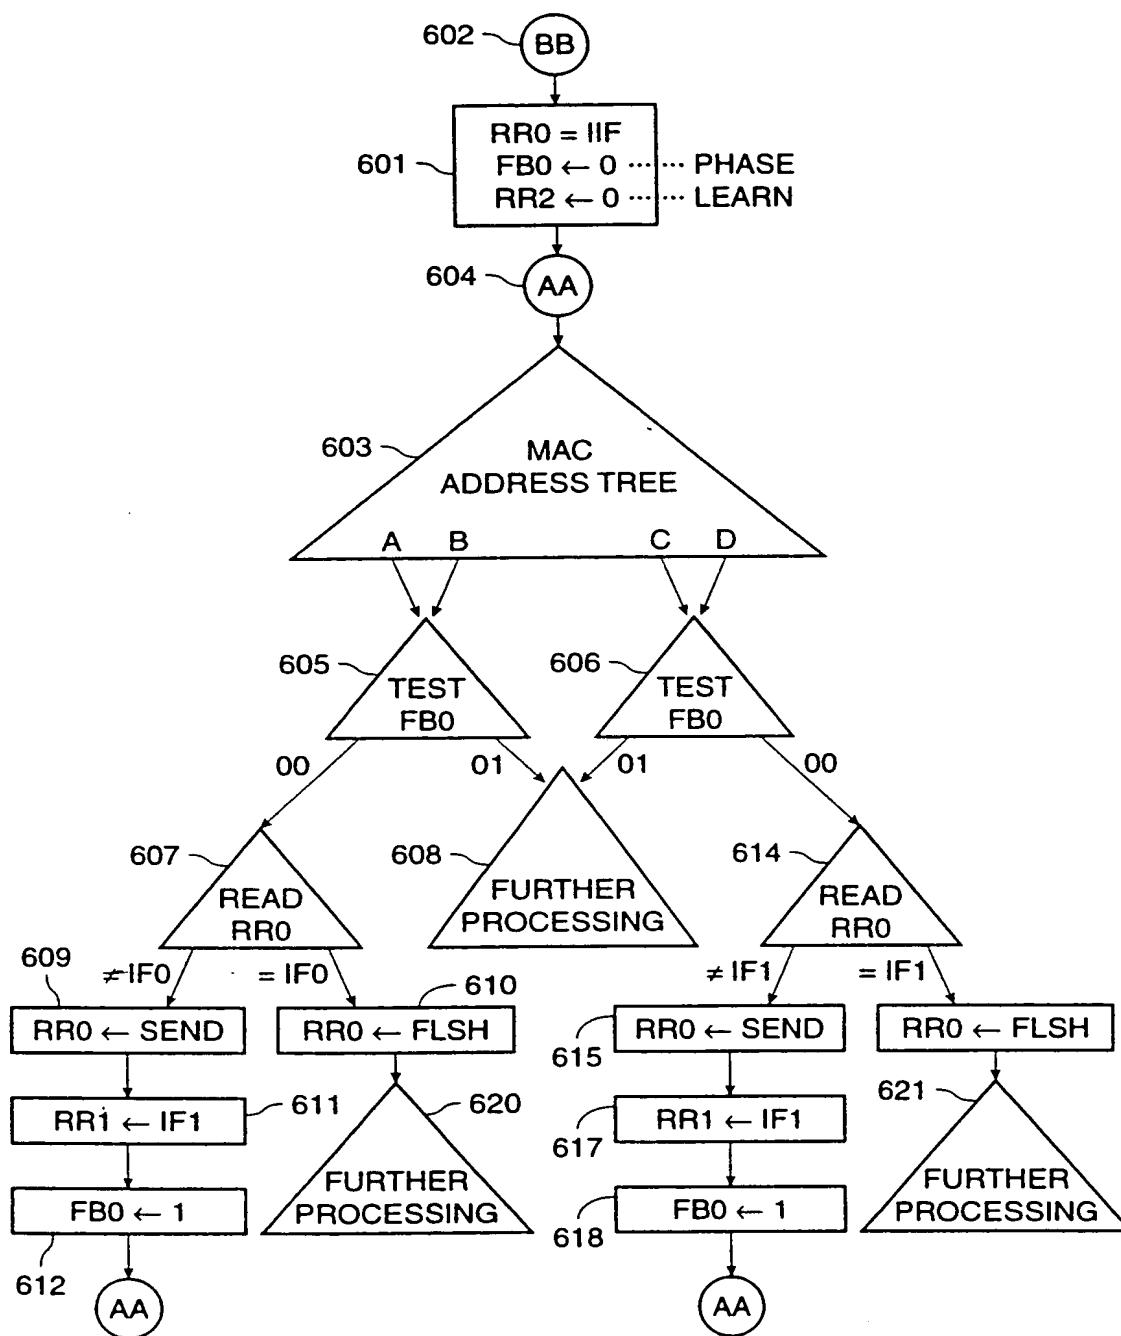 602
BB
RR0 = IIF
601
FB0 ← 0 ...... PHASE
RR2 ← 0 ...... LEARN
604
AA
603
MAC
ADDRESS TREE
A B C D
605
TEST
FB0
606
TEST
FB0
00 01 01 00
607
READ
RR0
608
FURTHER
PROCESSING
614
READ
RR0
≠IF0 = IF0
≠IF1 = IF1
609
RR0 ← SEND
610
RR0 ← FLSH
615
RR0 ← SEND
RR0 ← FLSH
RR1 ← IF1
611
620
617
RR1 ← IF1
621
FURTHER
PROCESSING
FURTHER
PROCESSING
FB0 ← 1
612
618
FB0 ← 1
AA
AA